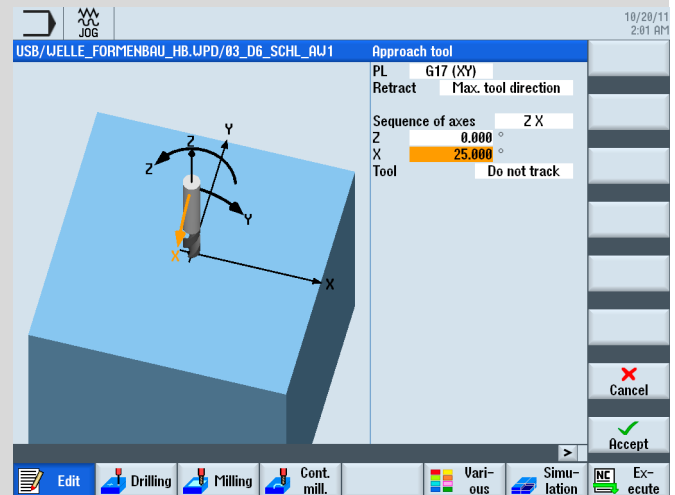 JOG
10/20/11
2:01 AM
USB/WELLE_FORMENBAU_HB.WPD/03_D6_SCHL_AW1
Approach tool
PL G17 (XY)
Retract Max. tool direction
Sequence of axes Z X
Z 0.000 °
X 25.000 °
Tool Do not track
Z
Y
Z
Y
X
X
Cancel
Accept
>
Edit
Drilling
Milling
Cont.
mill.
Vari-
ous
Simu-
lation
NC
Ex-
ecute